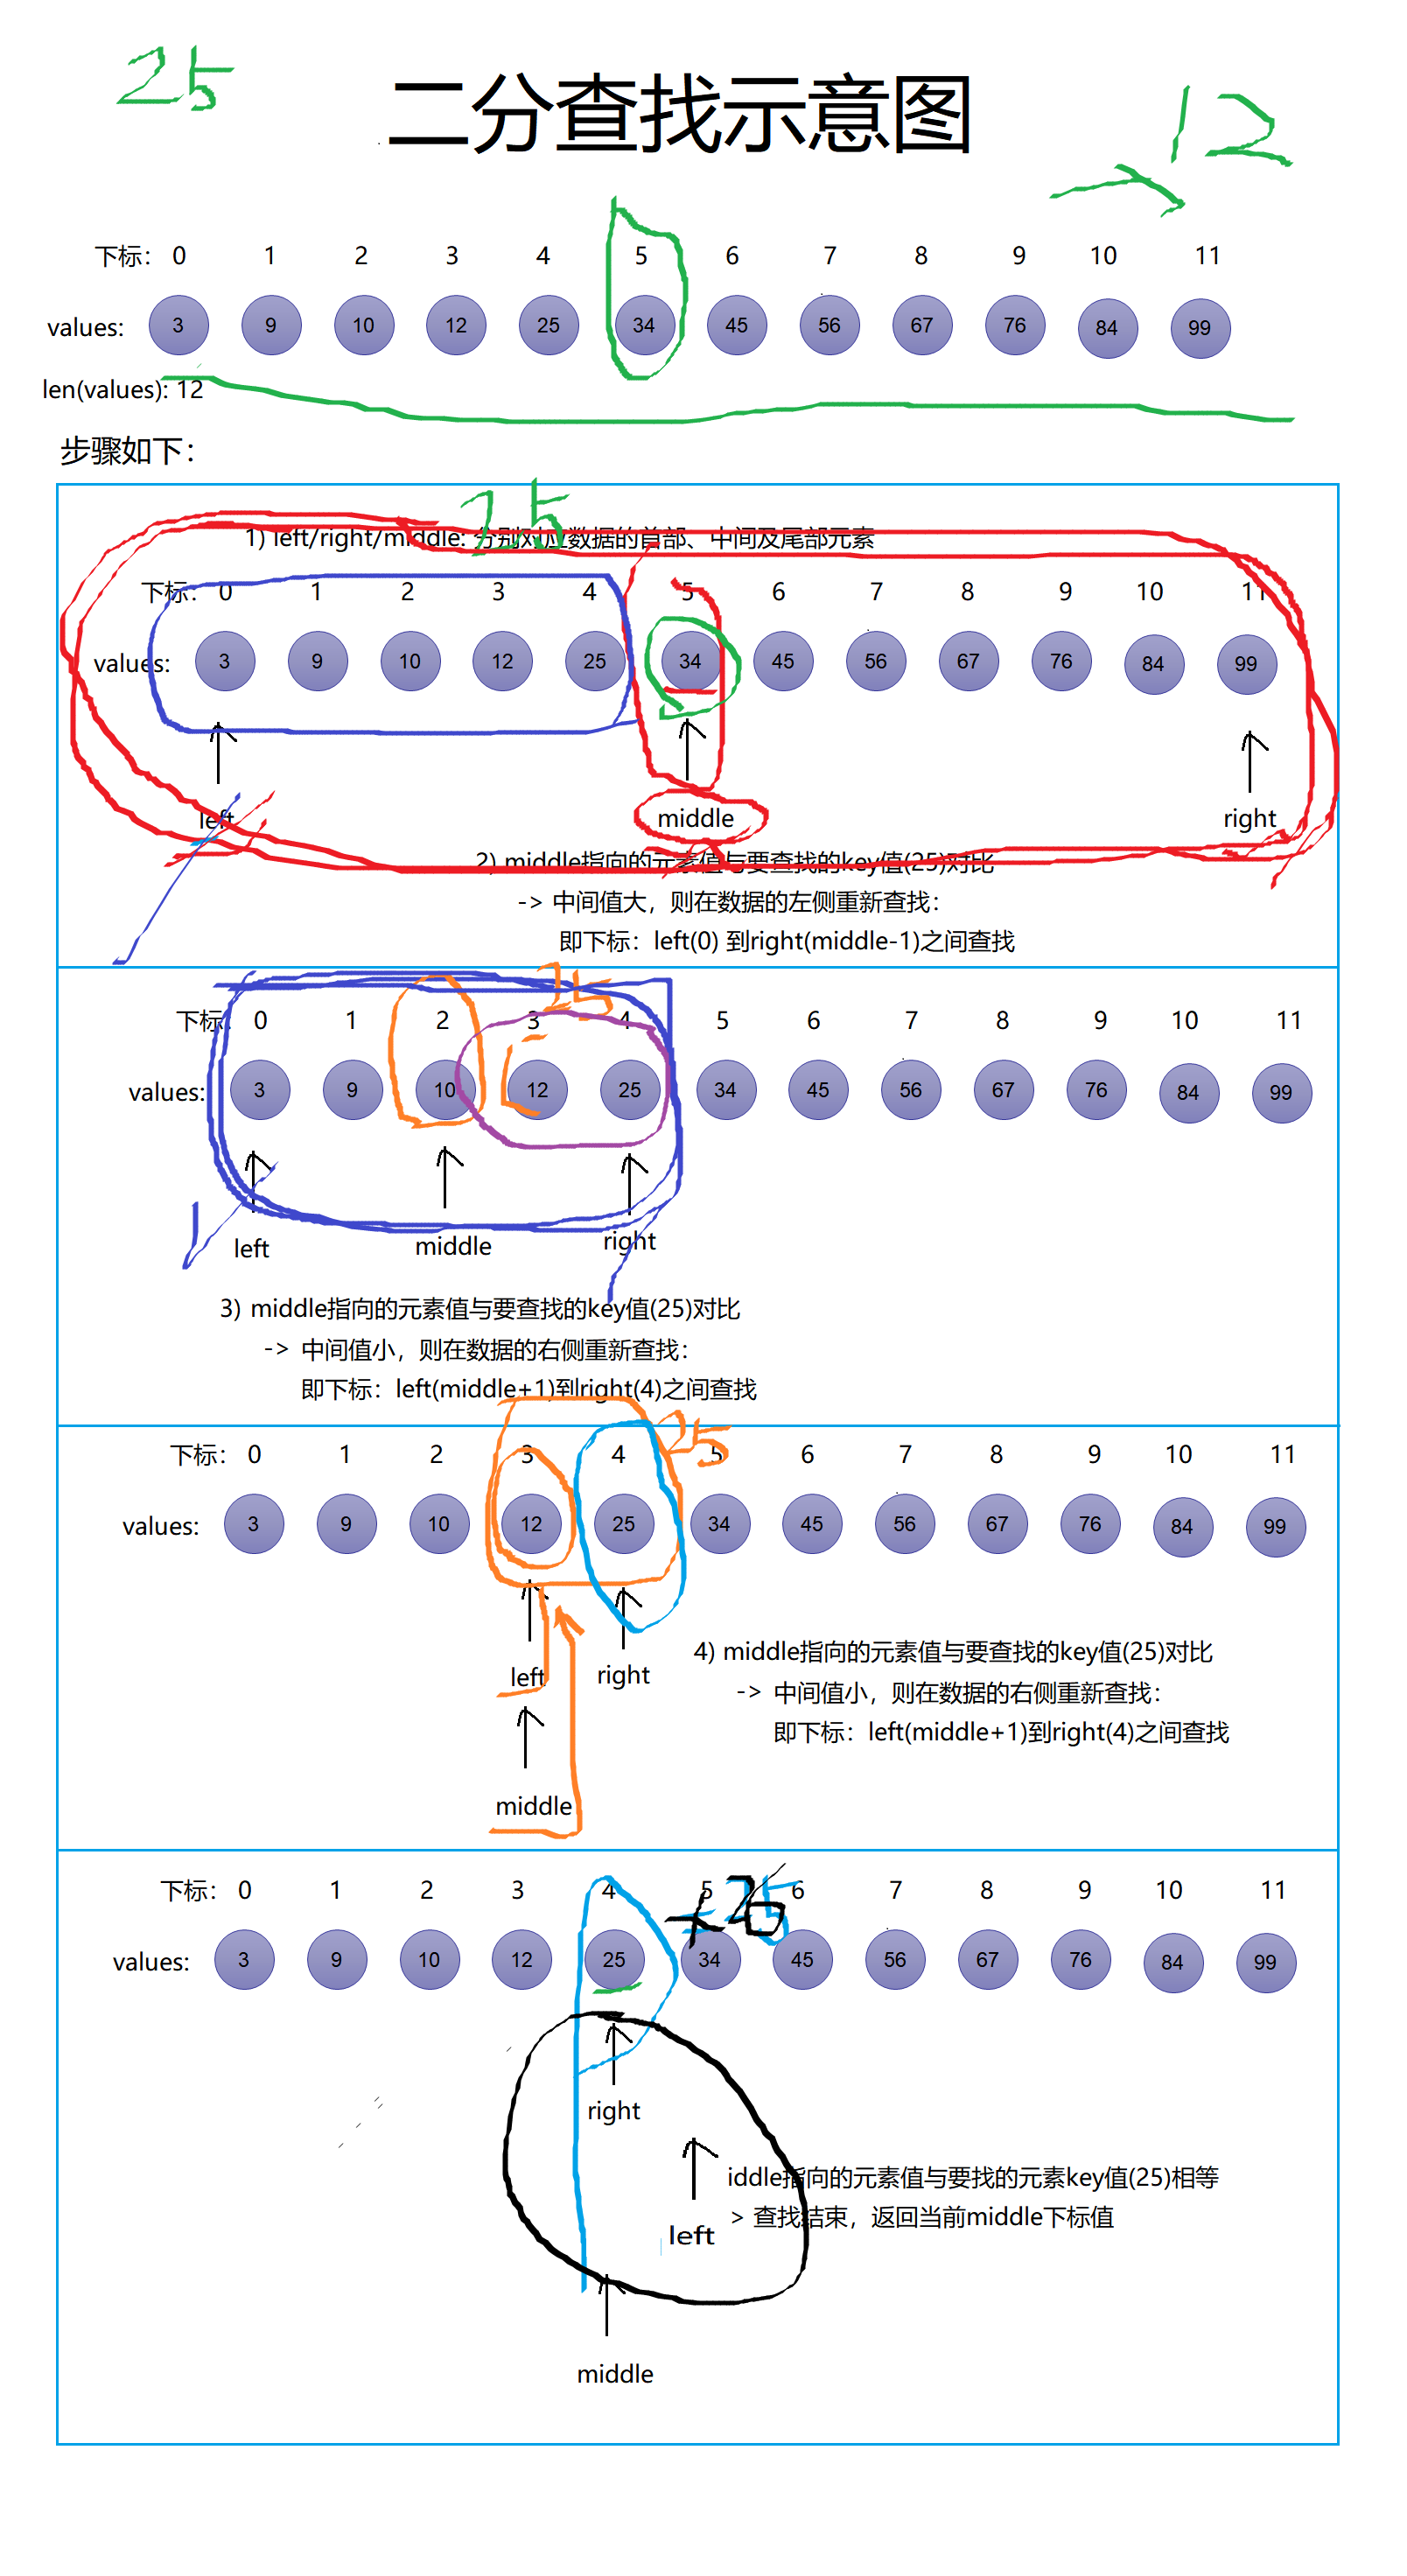 25
二分查找示意图
12
下标： 0 1 2 3 4 5 6 7 8 9 10 11
values: 3 9 10 12 25 34 45 56 67 76 84 99
len(values): 12
步骤如下：
25
1) left/right/middle: 分别对应数据的首部、中间及尾部元素
下标： 0 1 2 3 4 5 6 7 8 9 10 11
values: 3 9 10 12 25 34 45 56 67 76 84 99
left middle right
2) middle指向的元素值与要查找的key值(25)对比
-> 中间值大，则在数据的左侧重新查找：
即下标：left(0) 到right(middle-1)之间查找
25
下标： 0 1 2 3 4 5 6 7 8 9 10 11
values: 3 9 10 12 25 34 45 56 67 76 84 99
left middle right
3) middle指向的元素值与要查找的key值(25)对比
-> 中间值小，则在数据的右侧重新查找：
即下标：left(middle+1)到right(4)之间查找
25
下标： 0 1 2 3 4 5 6 7 8 9 10 11
values: 3 9 10 12 25 34 45 56 67 76 84 99
left right
4) middle指向的元素值与要查找的key值(25)对比
-> 中间值小，则在数据的右侧重新查找：
即下标：left(middle+1)到right(4)之间查找
middle
下标： 0 1 2 3 4 5 6 7 8 9 10 11
values: 3 9 10 12 25 34 45 56 67 76 84 99
right
iddle指向的元素值与要找的元素key值(25)相等
> 查找结束，返回当前middle下标值
left
middle